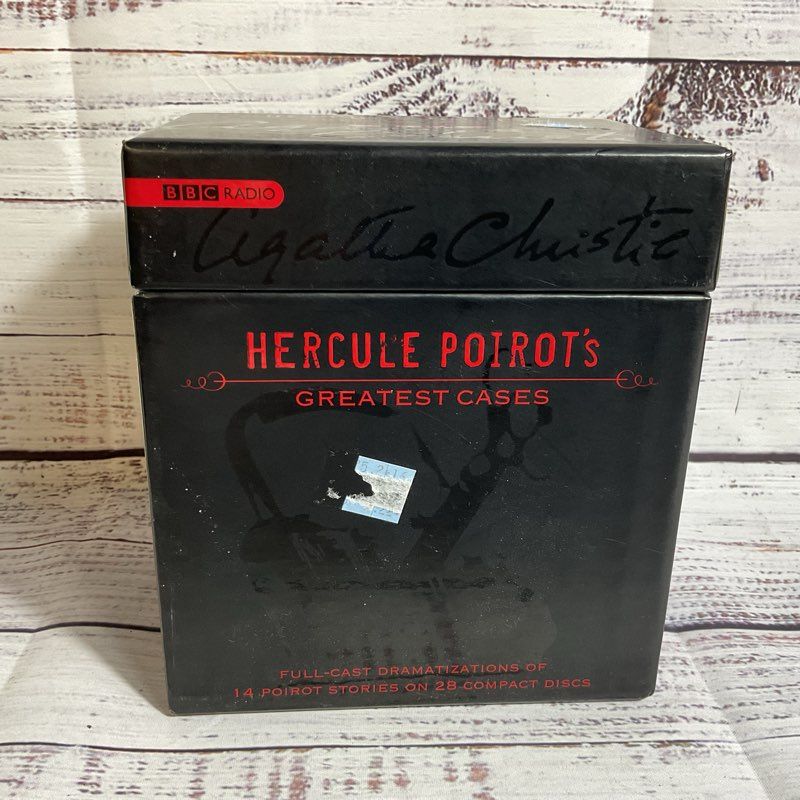 BBC RADIO
Agatha Christie
HERCULE POIROT'S
GREATEST CASES
FULL-CAST DRAMATIZATIONS OF
14 POIROT STORIES ON 28 COMPACT DISCS